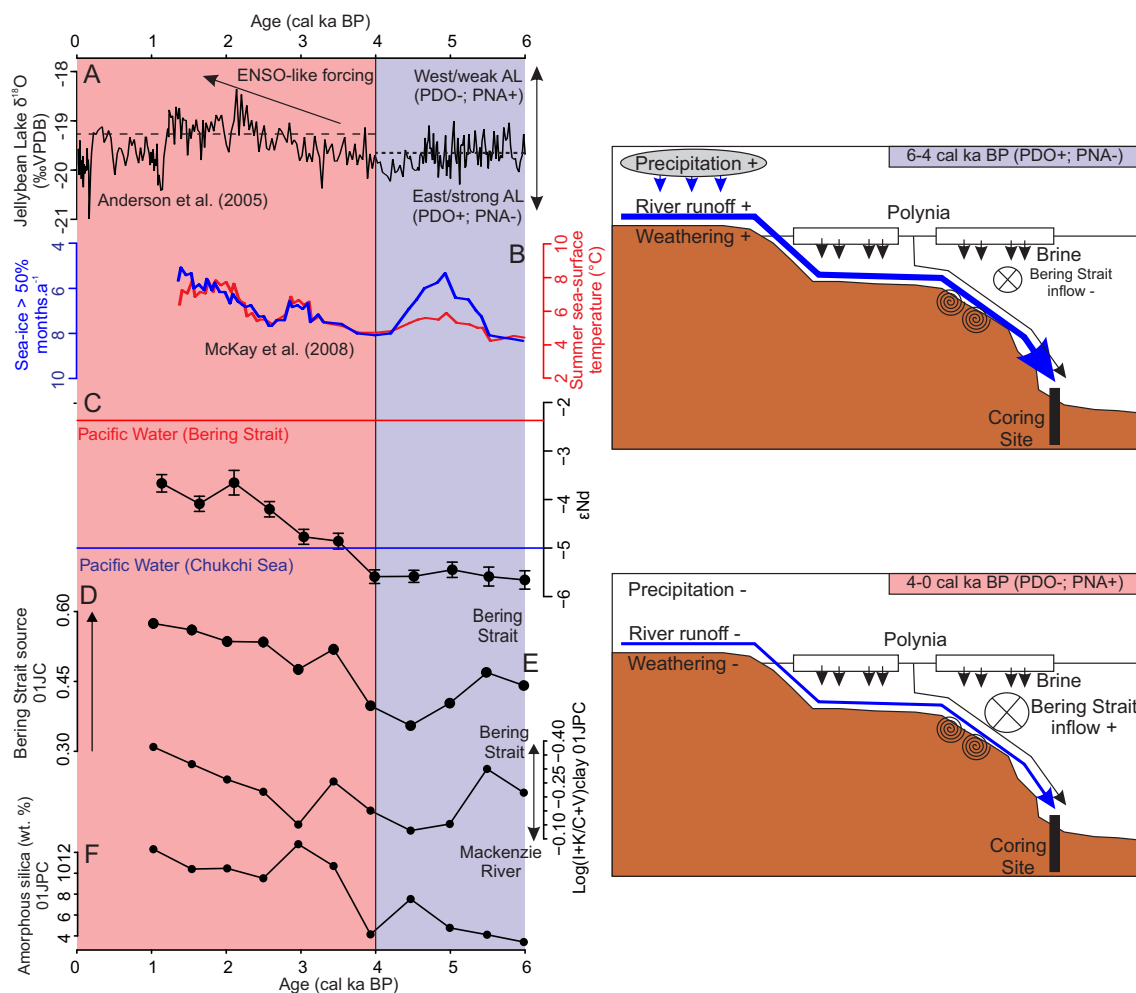 Age (cal ka BP)
0 1 2 3 4 5 6
A
ENSO-like forcing
West/weak AL
(PDO-; PNA+)
East/strong AL
(PDO+; PNA-)
Anderson et al. (2005)
Jellybean Lake δ18O
(‰VPDB)
-18
-19
-20
-21
B
McKay et al. (2008)
Sea-ice > 50%
months.a-1
4
6
8
10
Summer sea-surface
temperature (°C)
10
8
6
4
2
C
Pacific Water (Bering Strait)
Pacific Water (Chukchi Sea)
εNd
−2
−3
−4
−5
−6
D
Bering Strait source
01JC
0.60
0.45
0.30
Bering
Strait
E
Bering
Strait
Mackenzie
River
Log(I+K/C+V)clay 01JPC
−0.40
−0.25
−0.10
F
Amorphous silica (wt. %)
01JPC
12
10
8
6
4
0 1 2 3 4 5 6
Age (cal ka BP)
6-4 cal ka BP (PDO+; PNA-)
Precipitation +
River runoff +
Weathering +
Polynia
Brine
Bering Strait
inflow -
Coring
Site
4-0 cal ka BP (PDO-; PNA+)
Precipitation -
River runoff -
Weathering -
Polynia
Brine
Bering Strait
inflow +
Coring
Site